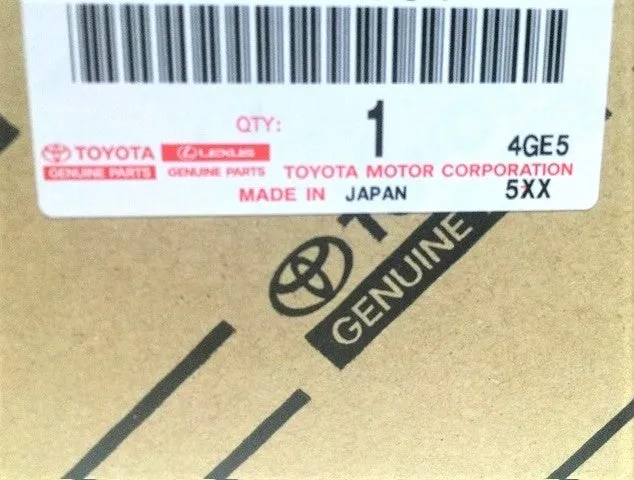 QTY: 1 4GE5
TOYOTA LEXUS
GENUINE PARTS GENUINE PARTS TOYOTA MOTOR CORPORATION
MADE IN JAPAN 5XX
GENUINE